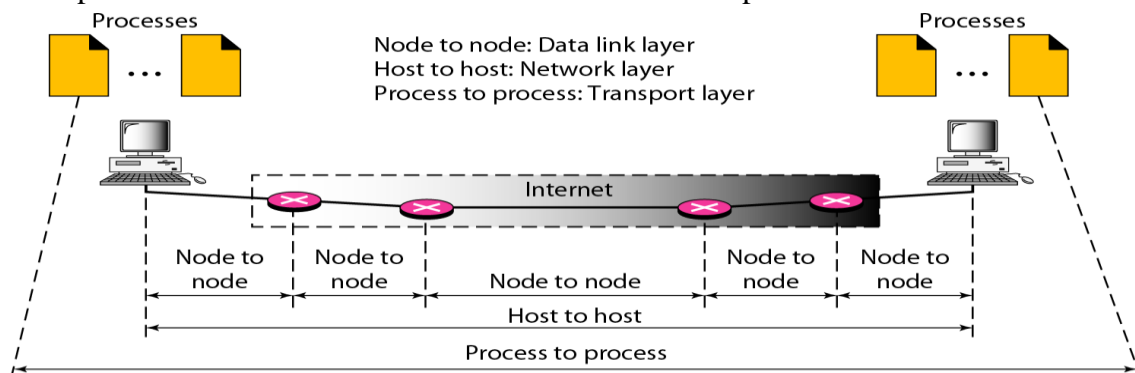 Processes
Processes
Node to node: Data link layer
Host to host: Network layer
Process to process: Transport layer
Internet
Node to
node
Node to
node
Node to node
Node to
node
Node to
node
Host to host
Process to process